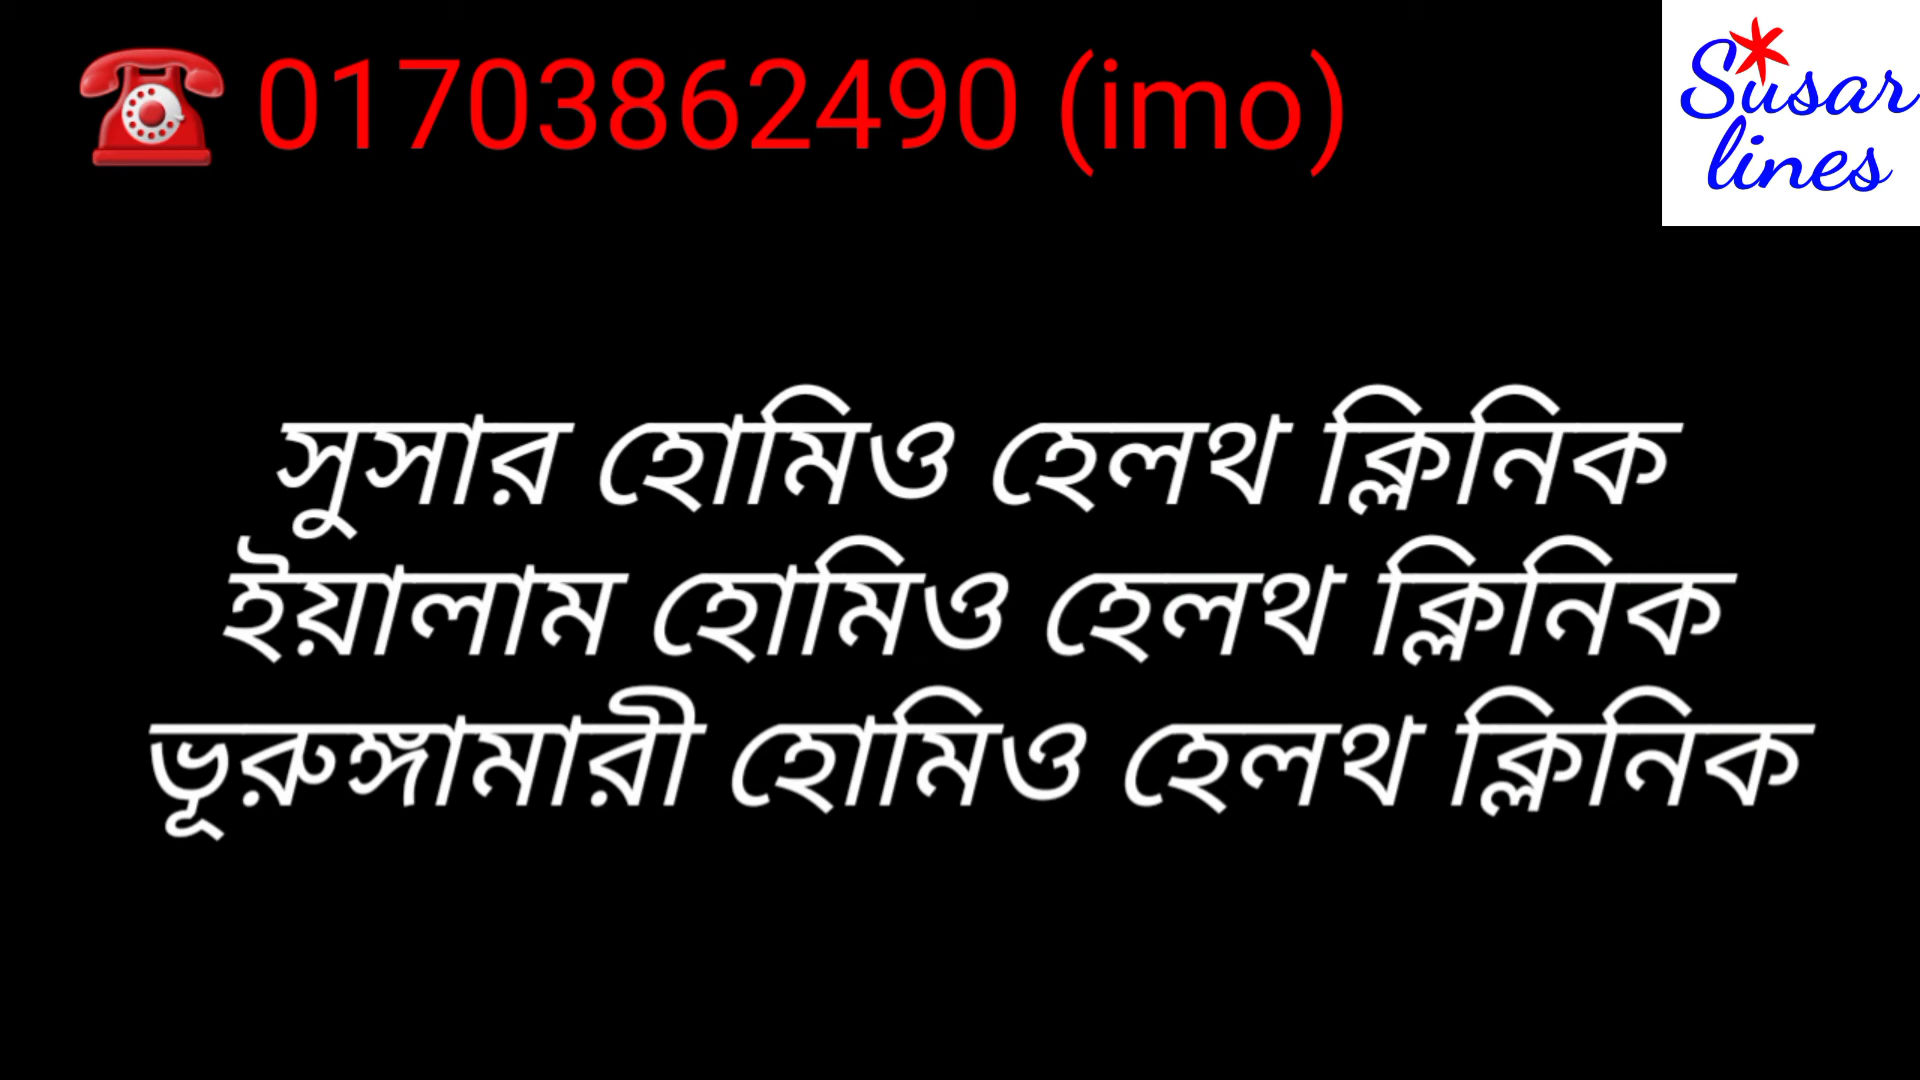 ☎️ 01703862490 (imo)
Susar
lines
সুসার হোমিও হেলথ ক্লিনিক
ইয়ালাম হোমিও হেলথ ক্লিনিক
ভূরুঙ্গামারী হোমিও হেলথ ক্লিনিক